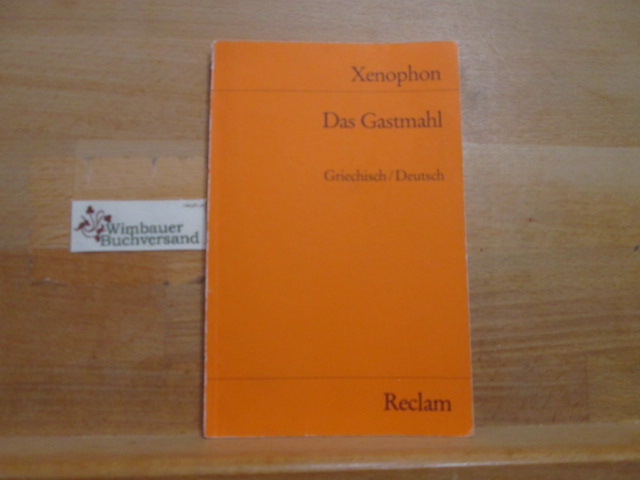 Xenophon
Das Gastmahl
Griechisch/Deutsch
Wimbauer
Buchversand
Reclam